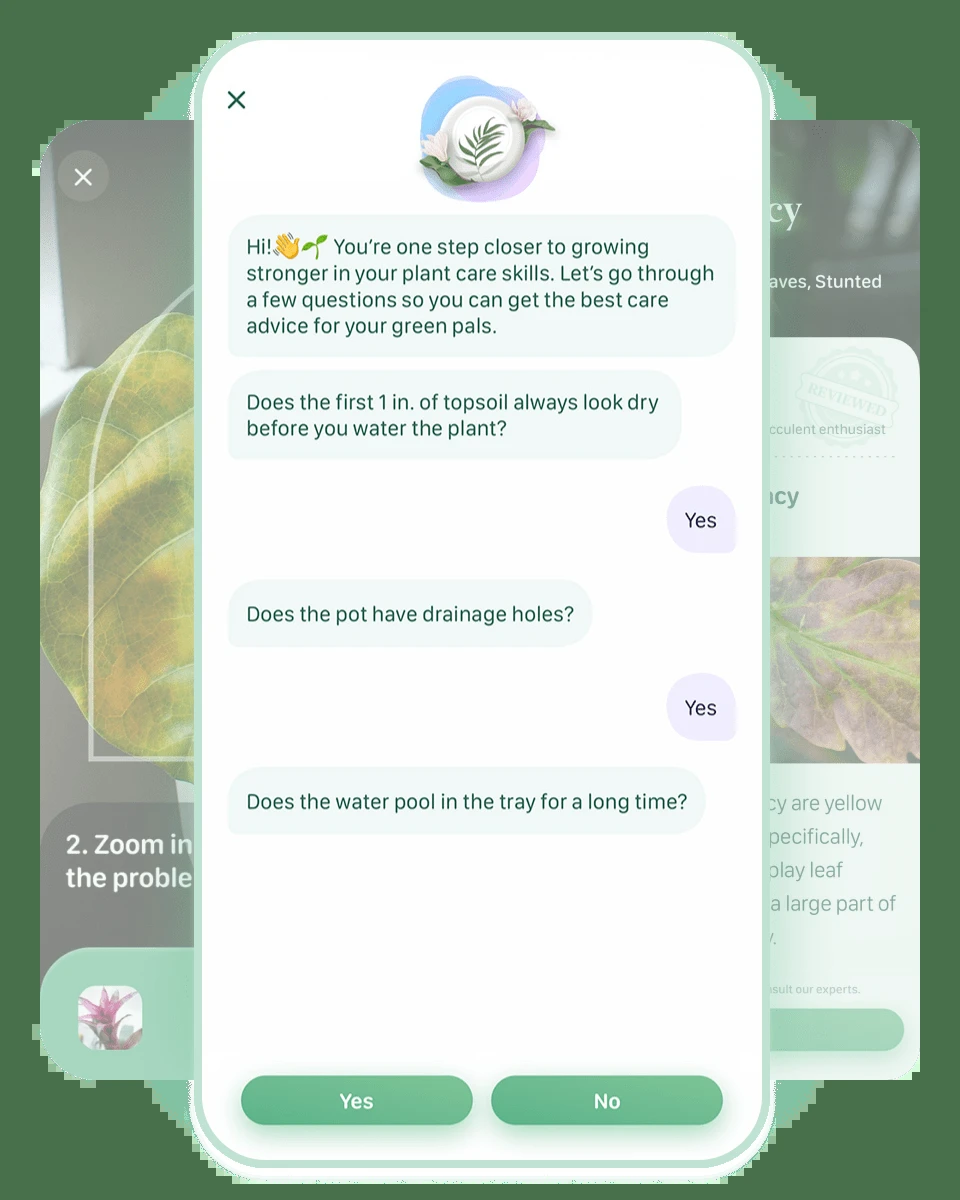 Hi!👋🌱 You’re one step closer to growing
stronger in your plant care skills. Let’s go through
a few questions so you can get the best care
advice for your green pals.
Does the first 1 in. of topsoil always look dry
before you water the plant?
Yes
Does the pot have drainage holes?
Yes
Does the water pool in the tray for a long time?
Yes
No
2. Zoom in
the proble
cy
aves, Stunted
REVIEWED
cculent enthusiast
ncy
cy are yellow
pecifically,
play leaf
a large part of
y.
sult our experts.